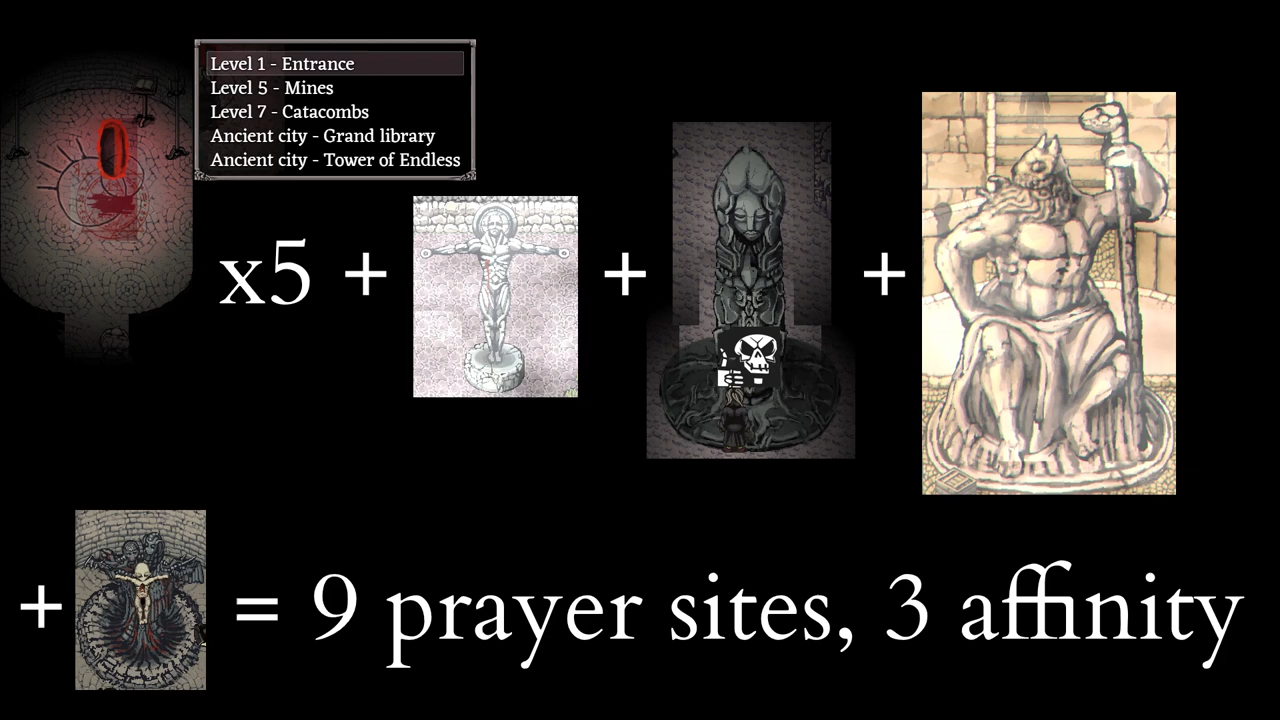 Level 1 - Entrance
Level 5 - Mines
Level 7 - Catacombs
Ancient city - Grand library
Ancient city - Tower of Endless
x5 + + +
+ = 9 prayer sites, 3 affinity